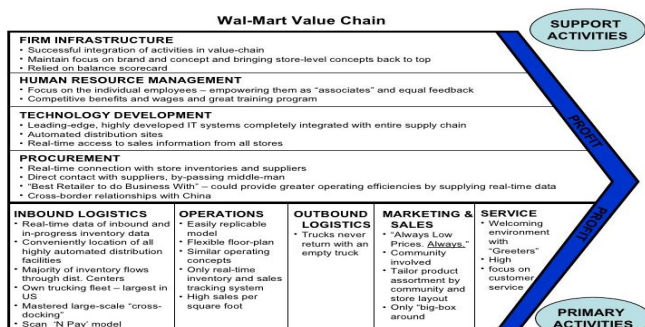 Wal-Mart Value Chain
SUPPORT
ACTIVITIES
FIRM INFRASTRUCTURE
• Successful integration of activities in value-chain
• Maintain focus on brand and concept and bringing store-level concepts back to top
• Relied on balance scorecard
HUMAN RESOURCE MANAGEMENT
• Focus on the individual employees – empowering them as “associates” and equal feedback
• Competitive benefits and wages and great training program
TECHNOLOGY DEVELOPMENT
• Leading-edge, highly developed IT systems completely integrated with entire supply chain
• Automated distribution sites
• Real-time access to sales information from all stores
PROCUREMENT
• Real-time connection with store inventories and suppliers
• Direct contact with suppliers, by-passing middle-man
• “Best Retailer to do Business With” – could provide greater operating efficiencies by supplying real-time data
• Cross-border relationships with China
PROFIT
PROFIT
INBOUND LOGISTICS
• Real-time data of inbound and
in-progress inventory data
• Conveniently location of all
highly automated distribution
facilities
• Majority of inventory flows
through dist. Centers
• Own trucking fleet – largest in
US
• Mastered large-scale “cross-
docking”
• Scan ‘N Pay’ model
OPERATIONS
• Easily replicable
model
• Flexible floor-plan
• Similar operating
concepts
• Only real-time
inventory and sales
tracking system
• High sales per
square foot
OUTBOUND
LOGISTICS
• Trucks never
return with an
empty truck
MARKETING &
SALES
• “Always Low
Prices. Always.”
• Community
involved
• Tailor product
assortment by
community and
store layout
• Only “big-box
around
SERVICE
• Welcoming
environment
with
“Greeters”
• High
• focus on
customer
service
PRIMARY
ACTIVITIES